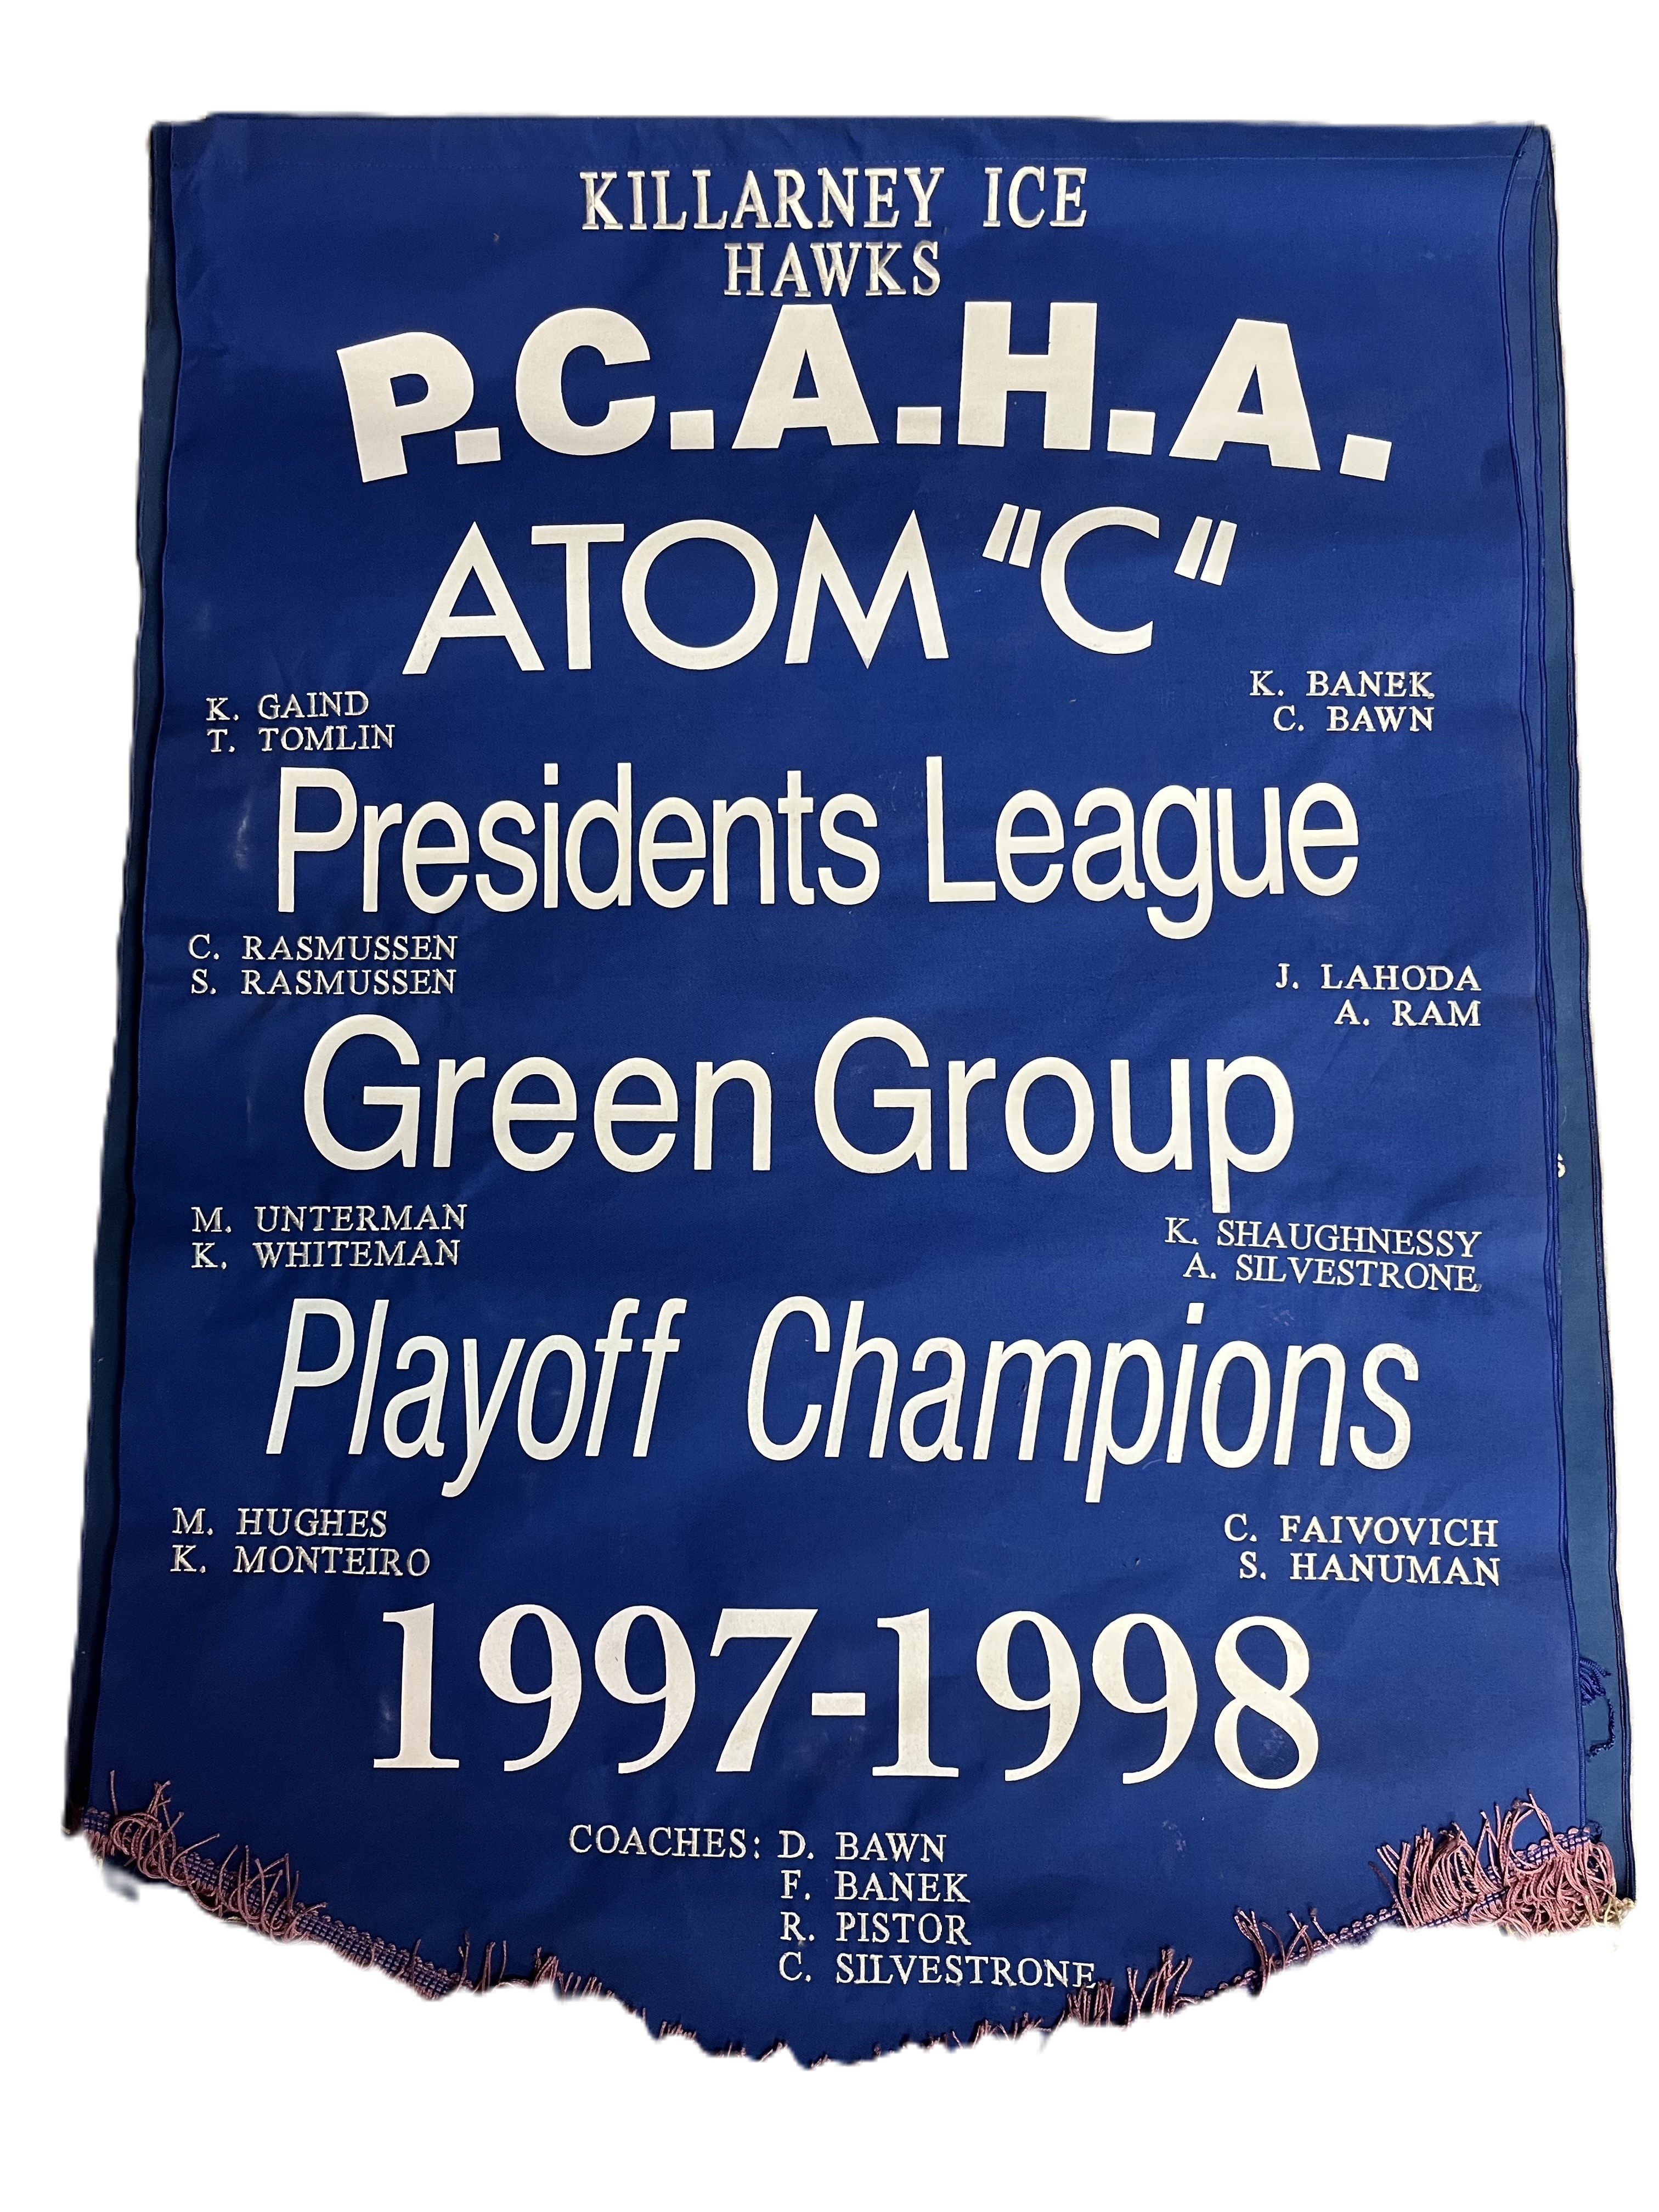 KILLARNEY ICE
HAWKS
P.C.A.H.A.
ATOM "C"
K. GAIND
T. TOMLIN
K. BANEK
C. BAWN
Presidents League
C. RASMUSSEN
S. RASMUSSEN
J. LAHODA
A. RAM
Green Group
M. UNTERMAN
K. WHITEMAN
K. SHAUGHNESSY
A. SILVESTRONE
Playoff Champions
M. HUGHES
K. MONTEIRO
C. FAIVOVICH
S. HANUMAN
1997-1998
COACHES: D. BAWN
F. BANEK
R. PISTOR
C. SILVESTRONE